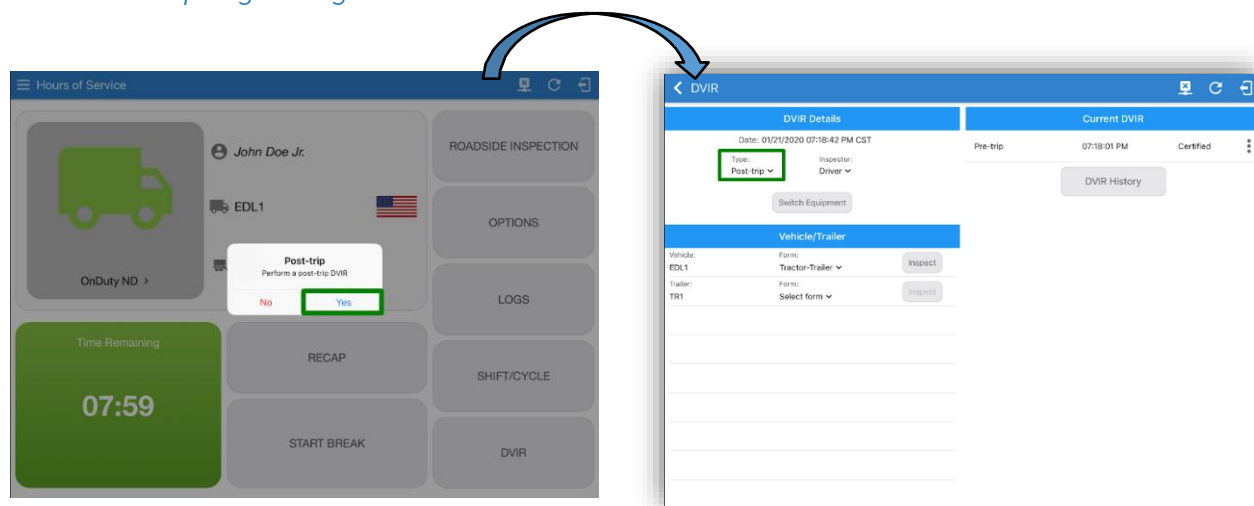 Hours of Service
John Doe Jr.
EDL1
OnDuty ND >
Post-trip
Perform a post-trip DVIR
No Yes
ROADSIDE INSPECTION
OPTIONS
LOGS
SHIFT/CYCLE
DVIR
Time Remaining
07:59
RECAP
START BREAK
DVIR
DVIR Details
Date: 01/21/2020 07:18:42 PM CST
Type: Inspector:
Post-trip Driver
Switch Equipment
Vehicle/Trailer
Vehicle: Form:
EDL1 Tractor-Trailer Inspect
Trailer: Form:
TR1 Select form Inspect
Current DVIR
Pre-trip 07:18:01 PM Certified
DVIR History